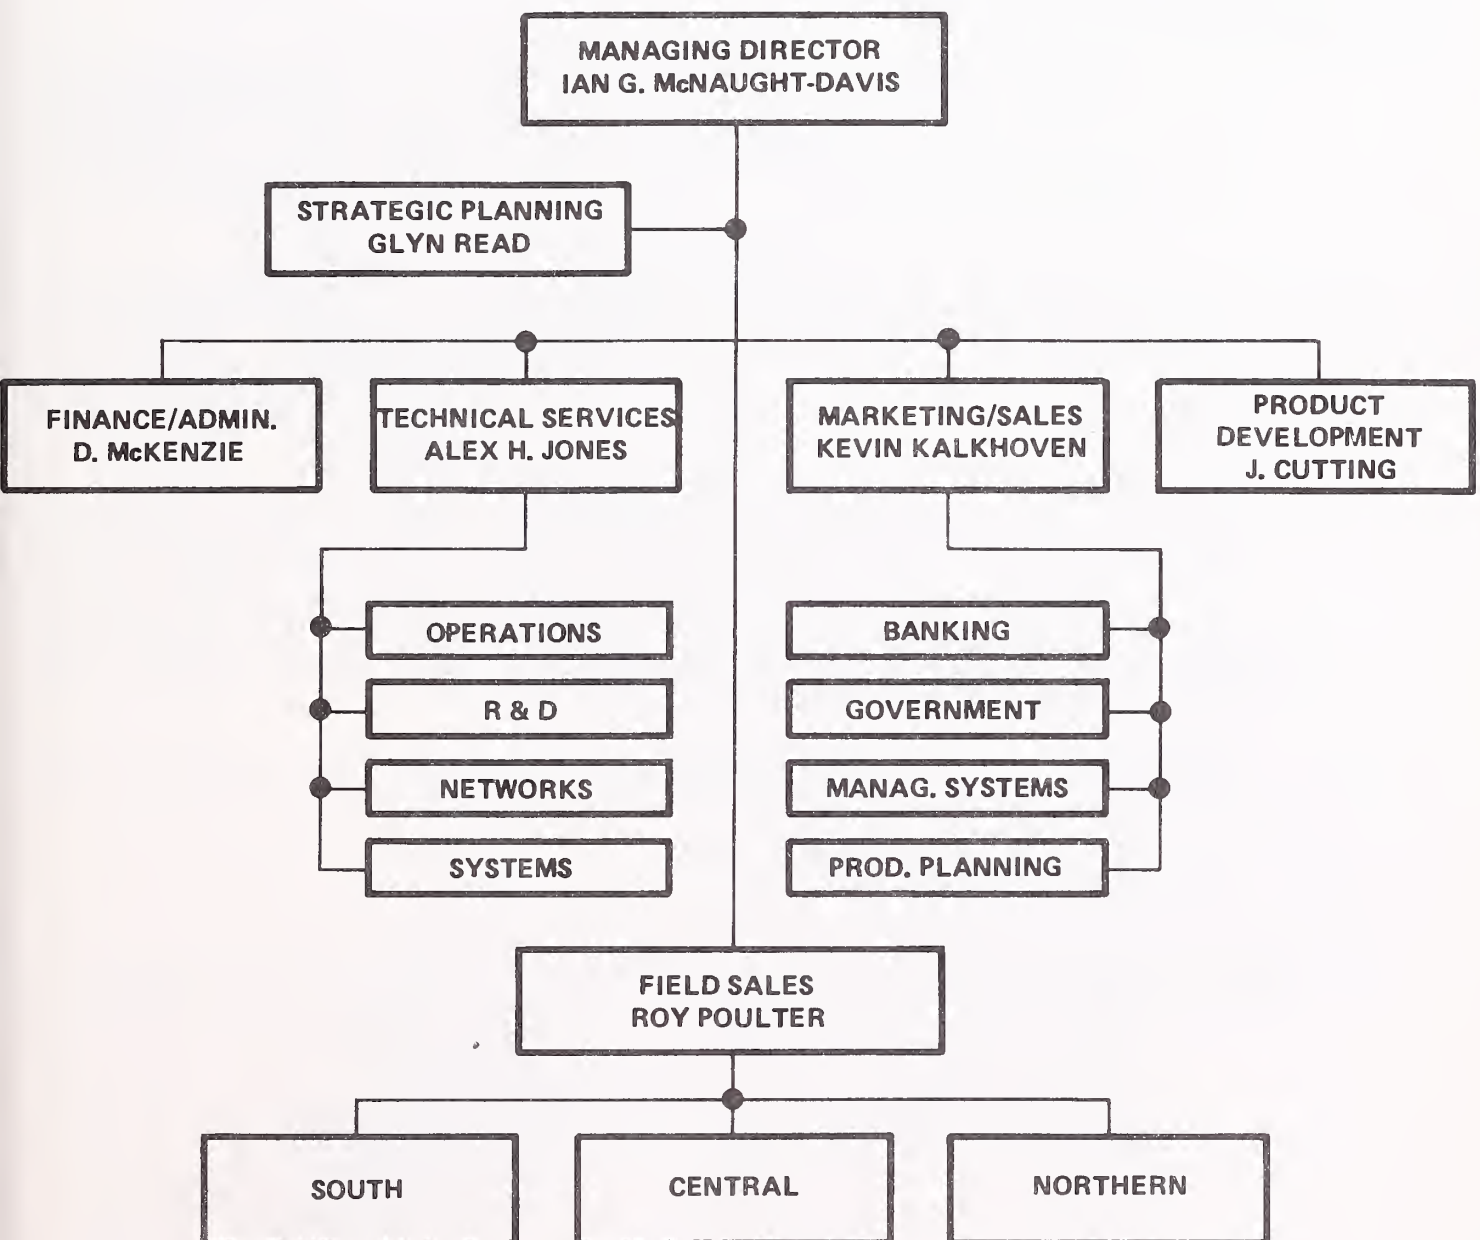 MANAGING DIRECTOR
IAN G. McNAUGHT-DAVIS
STRATEGIC PLANNING
GLYN READ
FINANCE/ADMIN.
D. McKENZIE
TECHNICAL SERVICES
ALEX H. JONES
MARKETING/SALES
KEVIN KALKHOVEN
PRODUCT
DEVELOPMENT
J. CUTTING
OPERATIONS
R & D
NETWORKS
SYSTEMS
BANKING
GOVERNMENT
MANAG. SYSTEMS
PROD. PLANNING
FIELD SALES
ROY POULTER
SOUTH
CENTRAL
NORTHERN